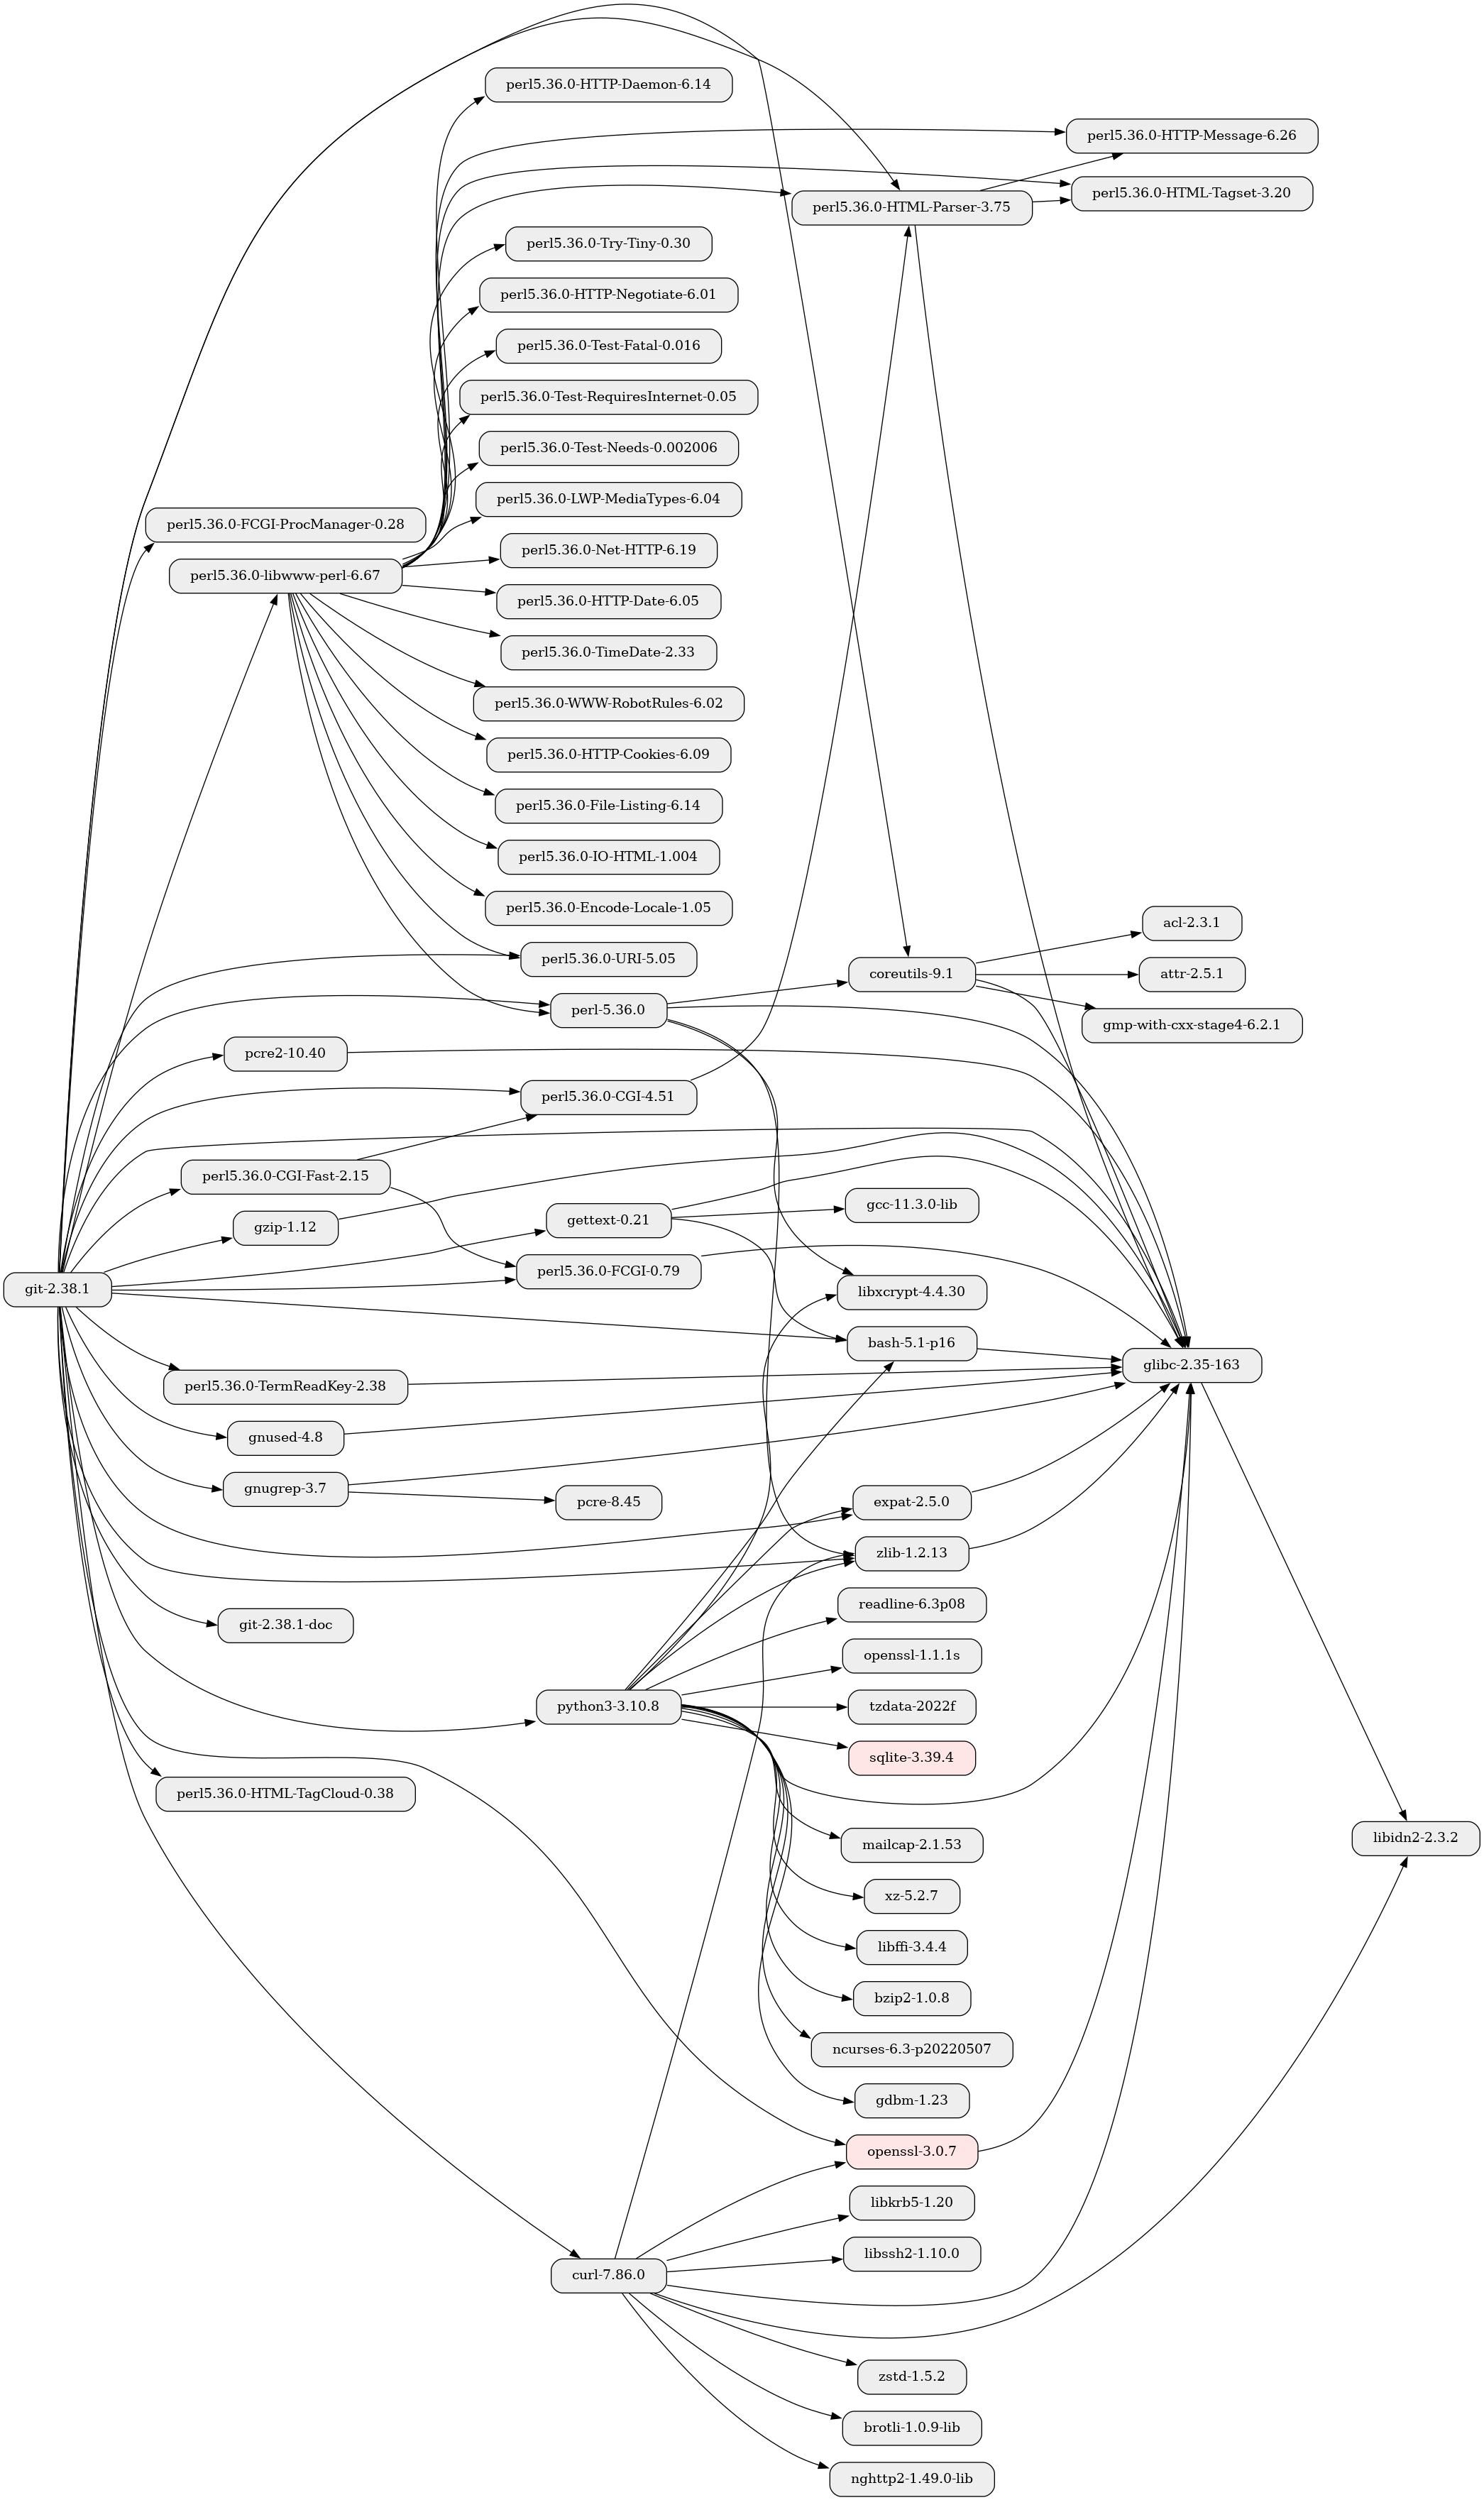 perl5.36.0-HTTP-Daemon-6.14
perl5.36.0-HTTP-Message-6.26
perl5.36.0-HTML-Tagset-3.20
perl5.36.0-HTML-Parser-3.75
perl5.36.0-Try-Tiny-0.30
perl5.36.0-HTTP-Negotiate-6.01
perl5.36.0-Test-Fatal-0.016
perl5.36.0-Test-RequiresInternet-0.05
perl5.36.0-Test-Needs-0.002006
perl5.36.0-LWP-MediaTypes-6.04
perl5.36.0-FCGI-ProcManager-0.28
perl5.36.0-Net-HTTP-6.19
perl5.36.0-libwww-perl-6.67
perl5.36.0-HTTP-Date-6.05
perl5.36.0-TimeDate-2.33
perl5.36.0-WWW-RobotRules-6.02
perl5.36.0-HTTP-Cookies-6.09
perl5.36.0-File-Listing-6.14
perl5.36.0-IO-HTML-1.004
perl5.36.0-Encode-Locale-1.05
acl-2.3.1
perl5.36.0-URI-5.05
coreutils-9.1
attr-2.5.1
perl-5.36.0
gmp-with-cxx-stage4-6.2.1
pcre2-10.40
perl5.36.0-CGI-4.51
perl5.36.0-CGI-Fast-2.15
gcc-11.3.0-lib
gettext-0.21
gzip-1.12
perl5.36.0-FCGI-0.79
git-2.38.1
libxcrypt-4.4.30
bash-5.1-p16
glibc-2.35-163
perl5.36.0-TermReadKey-2.38
gnused-4.8
gnugrep-3.7
pcre-8.45
expat-2.5.0
zlib-1.2.13
readline-6.3p08
git-2.38.1-doc
openssl-1.1.1s
python3-3.10.8
tzdata-2022f
sqlite-3.39.4
perl5.36.0-HTML-TagCloud-0.38
libidn2-2.3.2
mailcap-2.1.53
xz-5.2.7
libffi-3.4.4
bzip2-1.0.8
ncurses-6.3-p20220507
gdbm-1.23
openssl-3.0.7
libkrb5-1.20
libssh2-1.10.0
curl-7.86.0
zstd-1.5.2
brotli-1.0.9-lib
nghttp2-1.49.0-lib